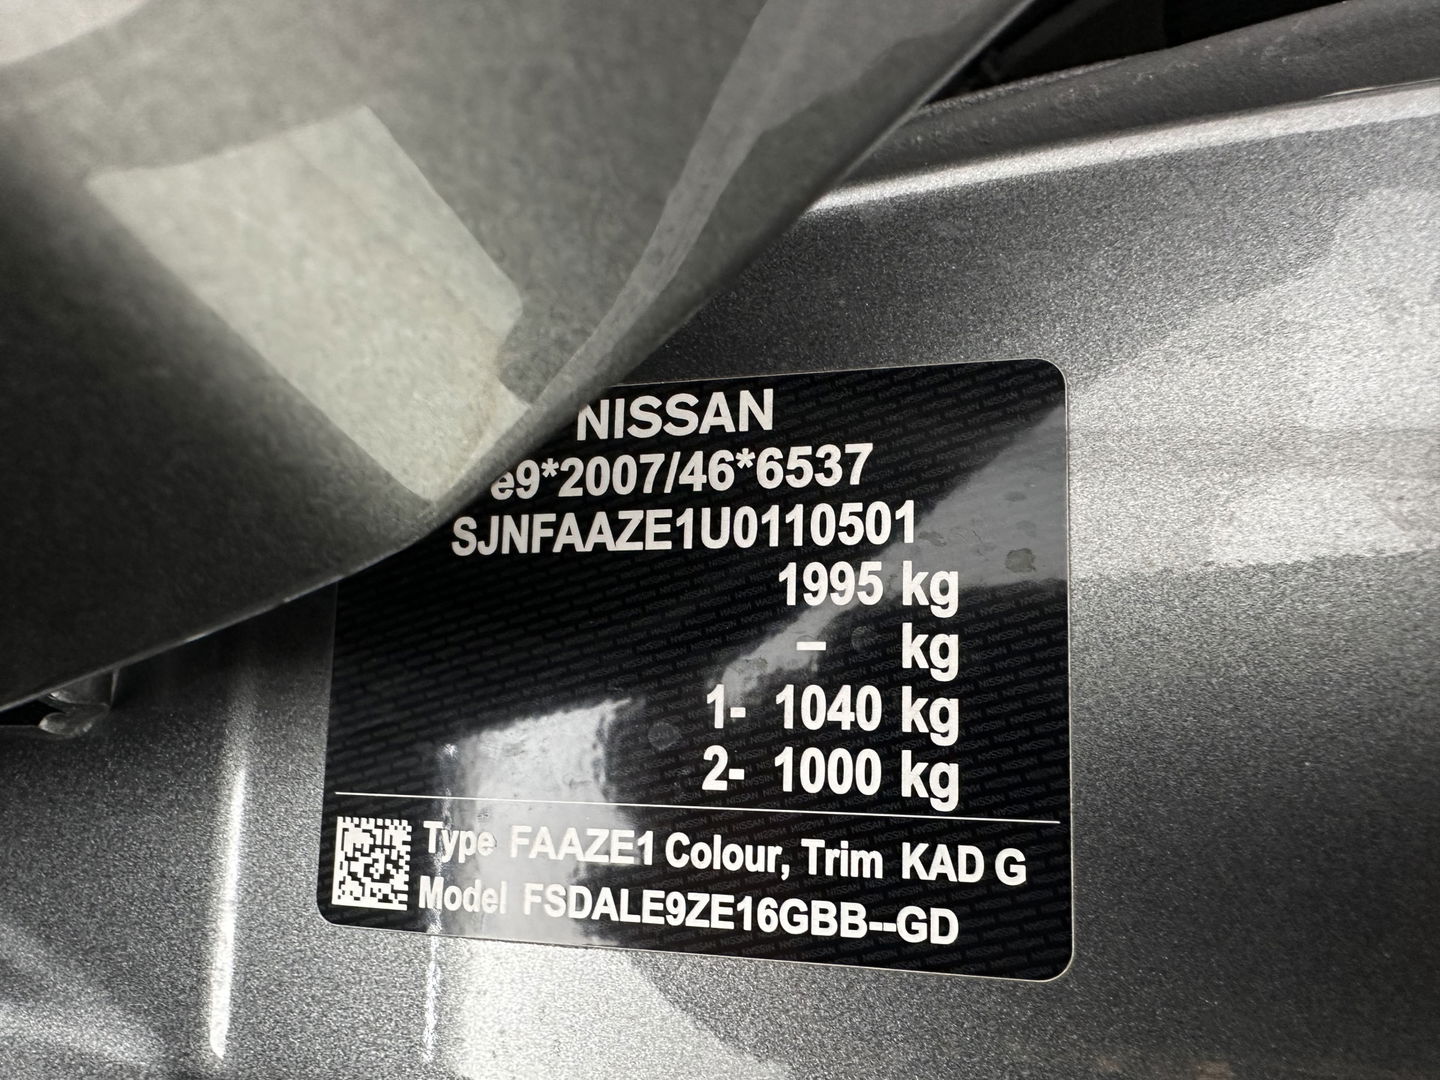 NISSAN
e9*2007/46*6537
SJNFAAZE1U0110501
1995 kg
– kg
1- 1040 kg
2- 1000 kg
Type FAAZE1 Colour, Trim KAD G
Model FSDALE9ZE16GBB--GD